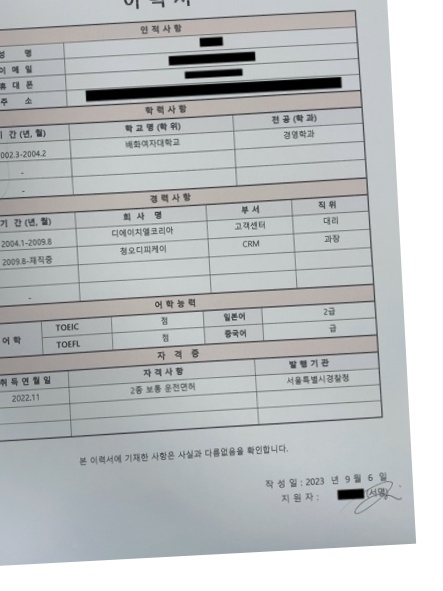 이 력 서
인 적 사 항
성 명
이 메 일
휴 대 폰
주 소
학 력 사 항
기 간 (년, 월) 학 교 명 (학 위) 전 공 (학 과)
2002.3-2004.2 배화여자대학교 경영학과
-
-
경 력 사 항
기 간 (년, 월) 회 사 명 부 서 직 위
2004.1-2009.8 디에이치엘코리아 고객센터 대리
2009.8-재직중 청오디피케이 CRM 과장
-
어 학 능 력
어 학 TOEIC 점 일본어 2급
TOEFL 점 중국어 급
자 격 증
취 득 연 월 일 자 격 사 항 발 행 기 관
2022.11 2종 보통 운전면허 서울특별시경찰청
본 이력서에 기재한 사항은 사실과 다름없음을 확인합니다.
작 성 일 : 2023 년 9 월 6 일
지 원 자 : (서명)